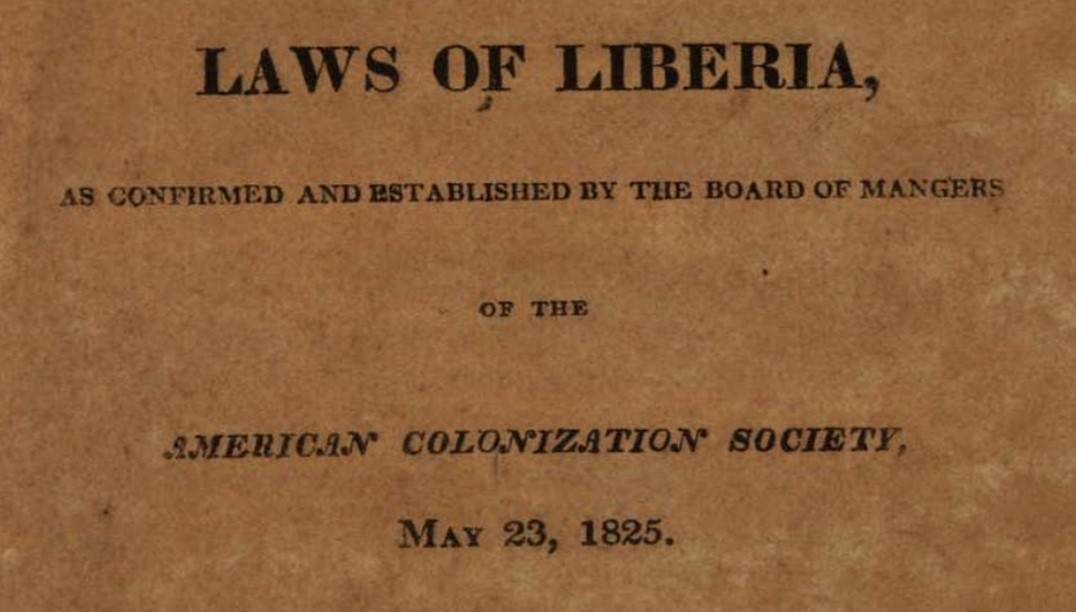 LAWS OF LIBERIA,
AS CONFIRMED AND ESTABLISHED BY THE BOARD OF MANGERS
OF THE
AMERICAN COLONIZATION SOCIETY,
MAY 23, 1825.